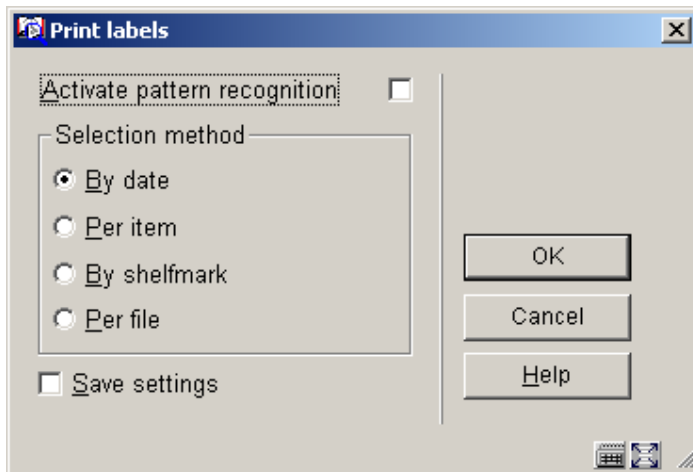 Print labels
Activate pattern recognition
Selection method
By date
Per item
By shelfmark
Per file
Save settings
OK
Cancel
Help